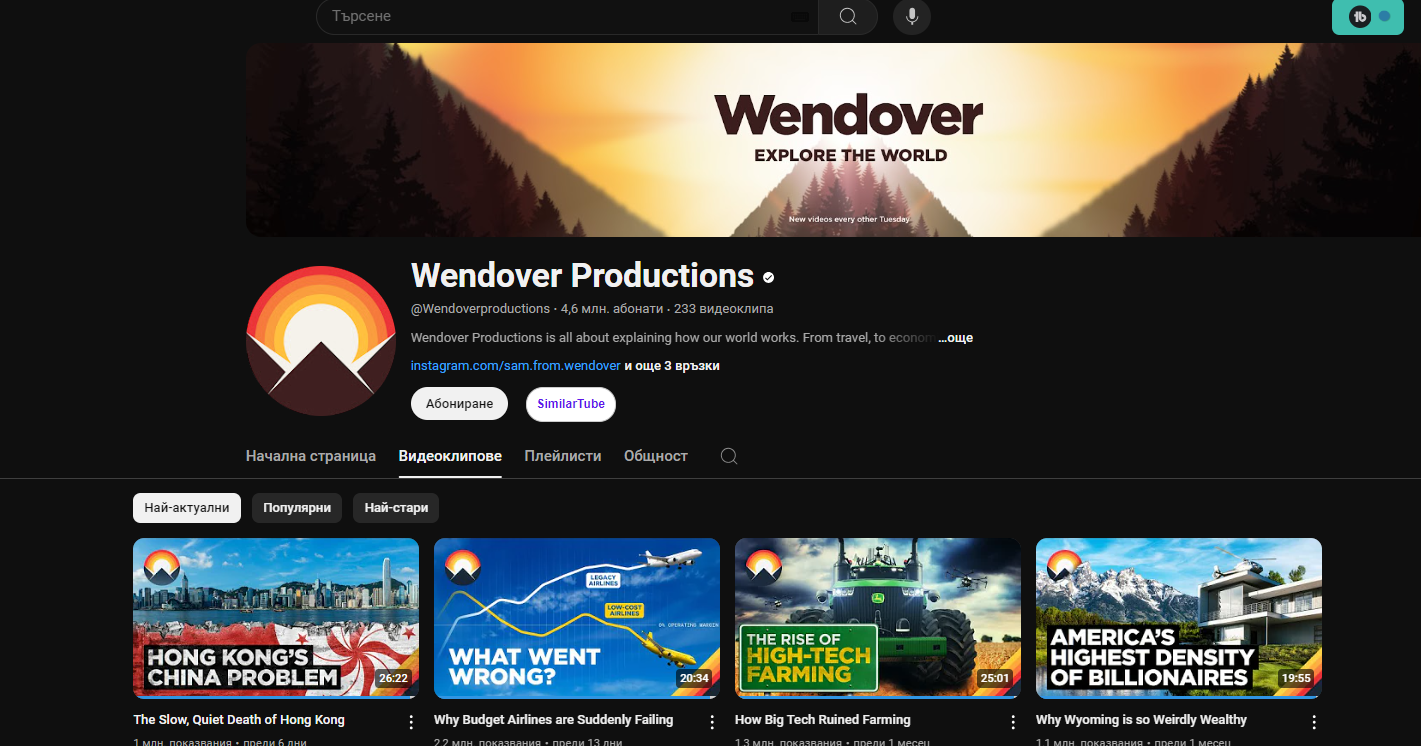 Търсене
Wendover
EXPLORE THE WORLD
New videos every other Tuesday
Wendover Productions
@Wendoverproductions · 4,6 млн. абонати · 233 видеоклипа
Wendover Productions is all about explaining how our world works. From travel, to econom ...още
instagram.com/sam.from.wendover и още 3 връзки
Абониране SimilarTube
Начална страница Видеоклипове Плейлисти Общност
Най-актуални Популярни Най-стари
HONG KONG'S
CHINA PROBLEM
26:22
LEGACY
AIRLINES
LOW-COST
AIRLINES
0% OPERATING MARGIN
WHAT WENT
WRONG?
20:34
THE RISE OF
HIGH-TECH
FARMING
25:01
AMERICA'S
HIGHEST DENSITY
OF BILLIONAIRES
19:55
The Slow, Quiet Death of Hong Kong
Why Budget Airlines are Suddenly Failing
How Big Tech Ruined Farming
Why Wyoming is so Weirdly Wealthy
1 млн. показвания • преди 6 дни
2,2 млн. показвания • преди 13 дни
1,3 млн. показвания • преди 1 месец
1,1 млн. показвания • преди 1 месец